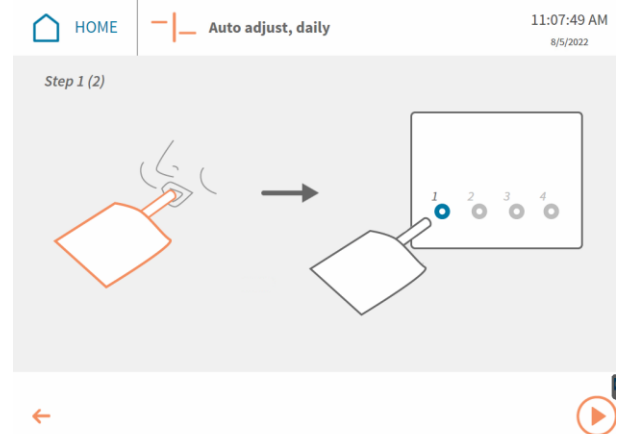 HOME
Auto adjust, daily
11:07:49 AM
8/5/2022
Step 1 (2)
1 2 3 4